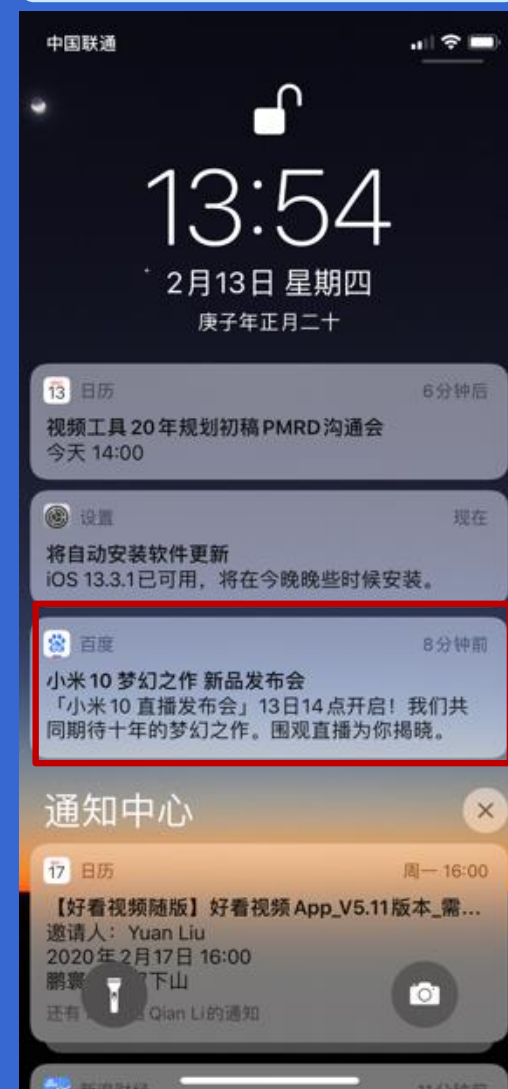 中国联通
13:54
2月13日 星期四
庚子年正月二十
13 日历 6分钟后
视频工具20年规划初稿PMRD沟通会
今天 14:00
设置 现在
将自动安装软件更新
iOS 13.3.1已可用，将在今晚晚些时候安装。
百度 8分钟前
小米10 梦幻之作 新品发布会
「小米10 直播发布会」13日14点开启！我们共
同期待十年的梦幻之作。围观直播为你揭晓。
通知中心
17 日历 周一 16:00
【好看视频随版】好看视频App_V5.11版本_需...
邀请人：Yuan Liu
2020年2月17日 16:00
鹏寰 下山
还有 Qian Li的通知